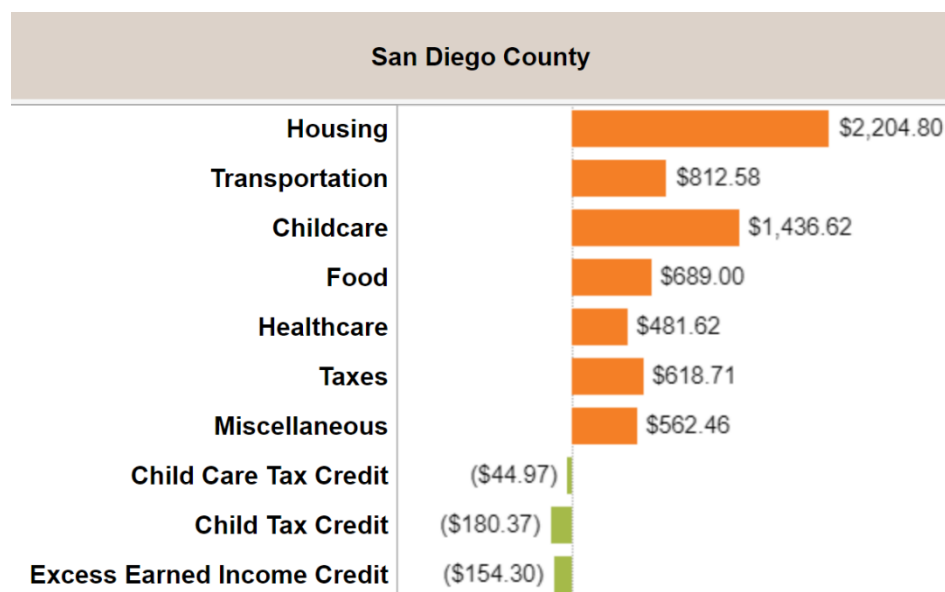 San Diego County
Housing $2,204.80
Transportation $812.58
Childcare $1,436.62
Food $689.00
Healthcare $481.62
Taxes $618.71
Miscellaneous $562.46
Child Care Tax Credit ($44.97)
Child Tax Credit ($180.37)
Excess Earned Income Credit ($154.30)